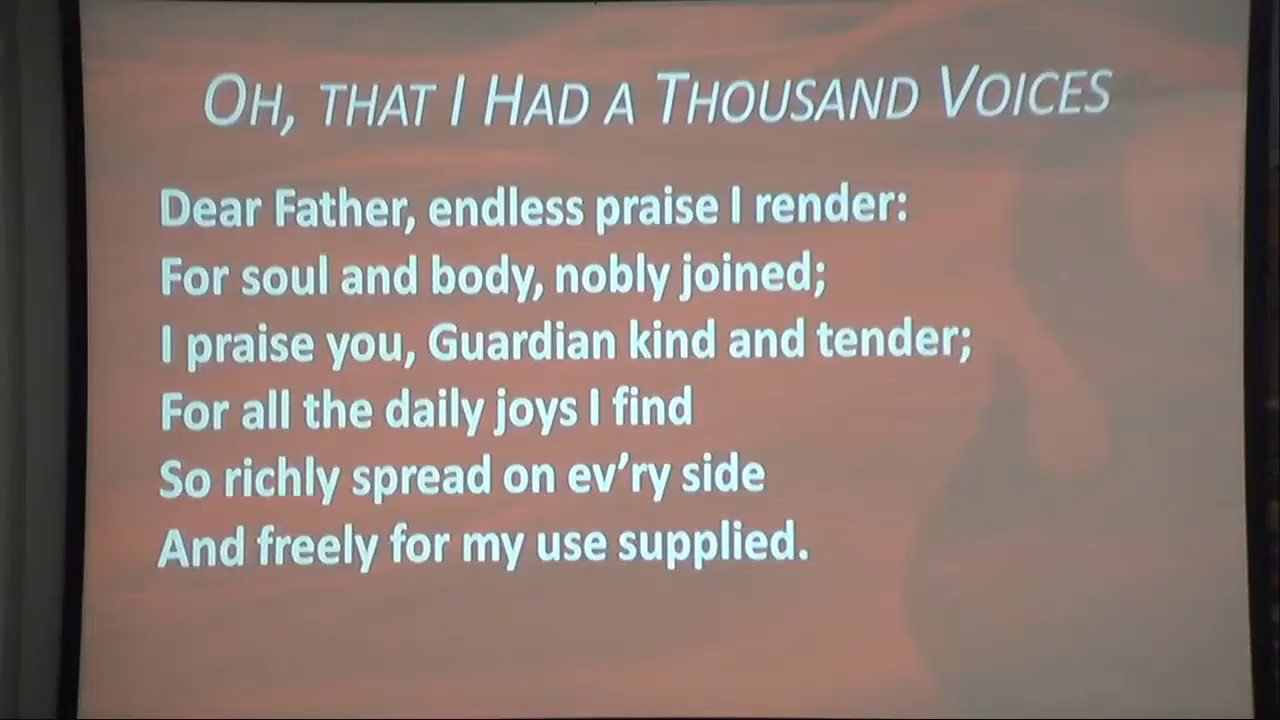 OH, THAT I HAD A THOUSAND VOICES
Dear Father, endless praise I render:
For soul and body, nobly joined;
I praise you, Guardian kind and tender;
For all the daily joys I find
So richly spread on ev’ry side
And freely for my use supplied.